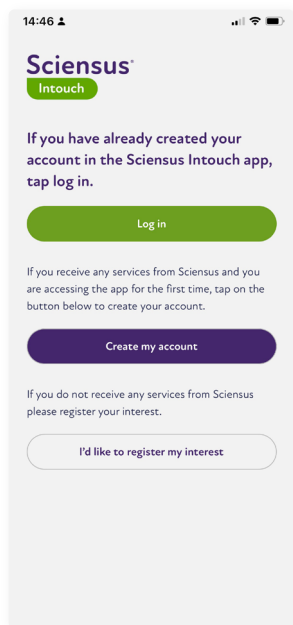 14:46
Sciensus
Intouch
If you have already created your
account in the Sciensus Intouch app,
tap log in.
Log in
If you receive any services from Sciensus and you
are accessing the app for the first time, tap on the
button below to create your account.
Create my account
If you do not receive any services from Sciensus
please register your interest.
I'd like to register my interest